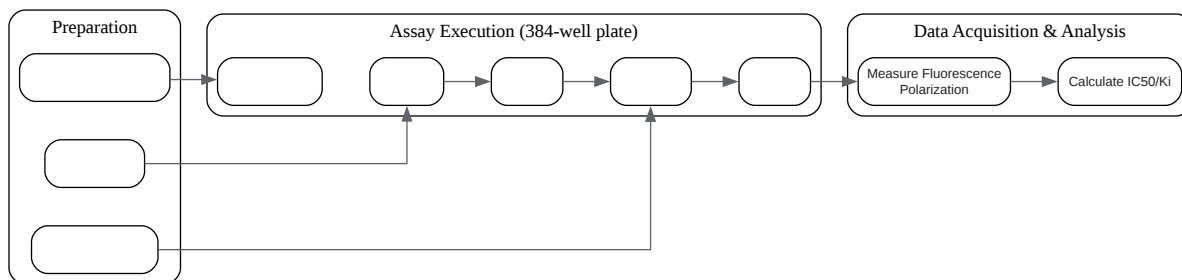 Preparation
Assay Execution (384-well plate)
Data Acquisition & Analysis
Measure Fluorescence
Polarization
Calculate IC50/Ki